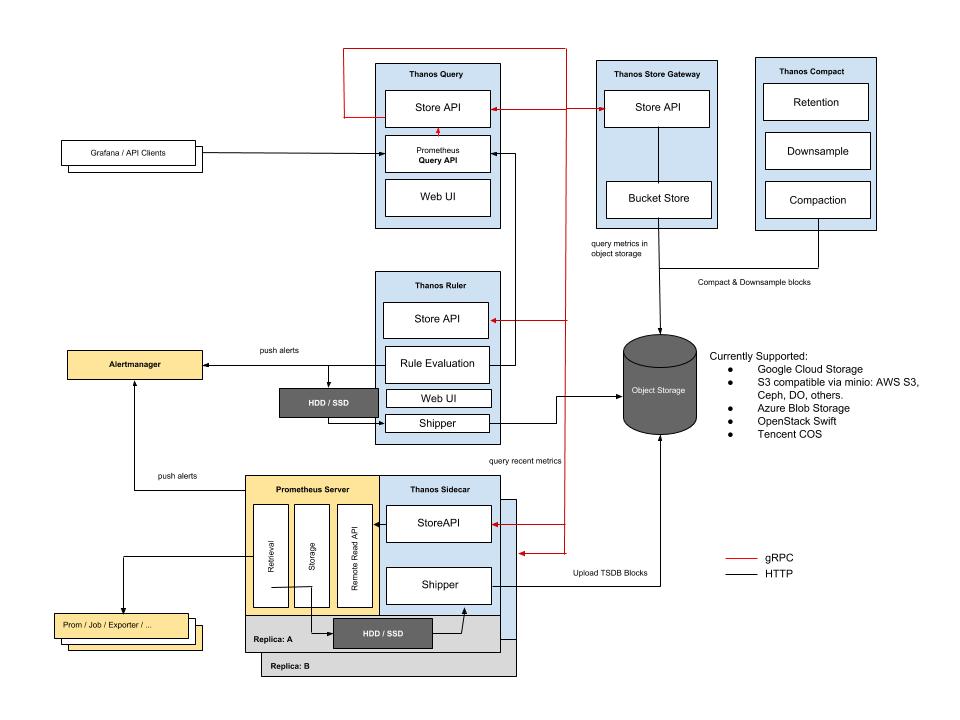 Thanos Query
Store API
Prometheus
Query API
Web UI
Grafana / API Clients
Thanos Store Gateway
Store API
Bucket Store
query metrics in
object storage
Thanos Compact
Retention
Downsample
Compaction
Compact & Downsample blocks
Thanos Ruler
Store API
Rule Evaluation
Web UI
Shipper
push alerts
Alertmanager
HDD / SSD
Object Storage
Currently Supported:
● Google Cloud Storage
● S3 compatible via minio: AWS S3,
Ceph, DO, others.
● Azure Blob Storage
● OpenStack Swift
● Tencent COS
query recent metrics
push alerts
Prometheus Server
Retrieval
Storage
Remote Read API
Thanos Sidecar
StoreAPI
Shipper
Upload TSDB Blocks
gRPC
HTTP
Prom / Job / Exporter / ...
HDD / SSD
Replica: A
Replica: B